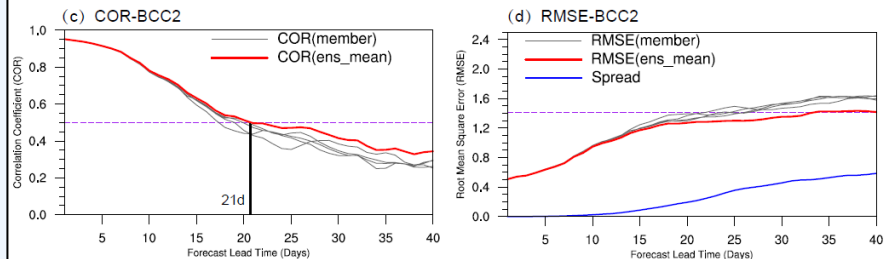 (c) COR-BCC2
Correlation Coefficient (COR)
1.0
0.8
0.6
0.4
0.2
0.0
COR(member)
COR(ens_mean)
21d
5 10 15 20 25 30 35 40
Forecast Lead Time (Days)
(d) RMSE-BCC2
Root Mean Square Error (RMSE)
2.4
2.0
1.6
1.2
0.8
0.4
0.0
RMSE(member)
RMSE(ens_mean)
Spread
5 10 15 20 25 30 35 40
Forecast Lead Time (Days)